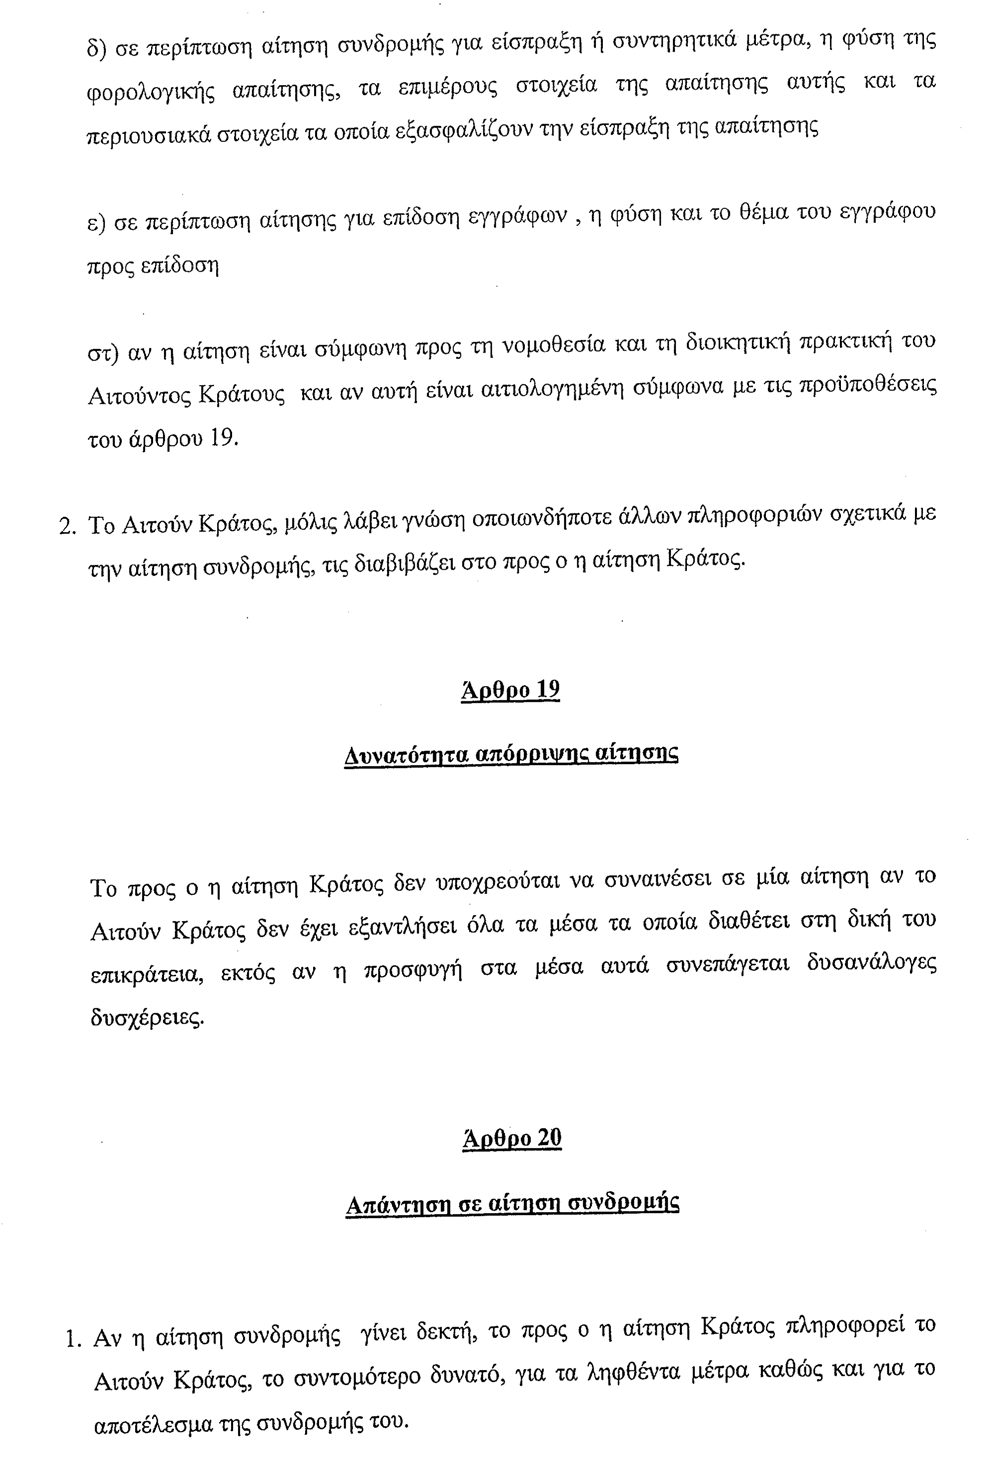 δ) σε περίπτωση αίτηση συνδρομής για είσπραξη ή συντηρητικά μέτρα, η φύση της
φορολογικής απαίτησης, τα επιμέρους στοιχεία της απαίτησης αυτής και τα
περιουσιακά στοιχεία τα οποία εξασφαλίζουν την είσπραξη της απαίτησης
ε) σε περίπτωση αίτησης για επίδοση εγγράφων , η φύση και το θέμα του εγγράφου
προς επίδοση
στ) αν η αίτηση είναι σύμφωνη προς τη νομοθεσία και τη διοικητική πρακτική του
Αιτούντος Κράτους και αν αυτή είναι αιτιολογημένη σύμφωνα με τις προϋποθέσεις
του άρθρου 19.
2. Το Αιτούν Κράτος, μόλις λάβει γνώση οποιωνδήποτε άλλων πληροφοριών σχετικά με
την αίτηση συνδρομής, τις διαβιβάζει στο προς ο η αίτηση Κράτος.
Άρθρο 19
Δυνατότητα απόρριψης αίτησης
Το προς ο η αίτηση Κράτος δεν υποχρεούται να συναινέσει σε μία αίτηση αν το
Αιτούν Κράτος δεν έχει εξαντλήσει όλα τα μέσα τα οποία διαθέτει στη δική του
επικράτεια, εκτός αν η προσφυγή στα μέσα αυτά συνεπάγεται δυσανάλογες
δυσχέρειες.
Άρθρο 20
Απάντηση σε αίτηση συνδρομής
1. Αν η αίτηση συνδρομής γίνει δεκτή, το προς ο η αίτηση Κράτος πληροφορεί το
Αιτούν Κράτος, το συντομότερο δυνατό, για τα ληφθέντα μέτρα καθώς και για το
αποτέλεσμα της συνδρομής του.